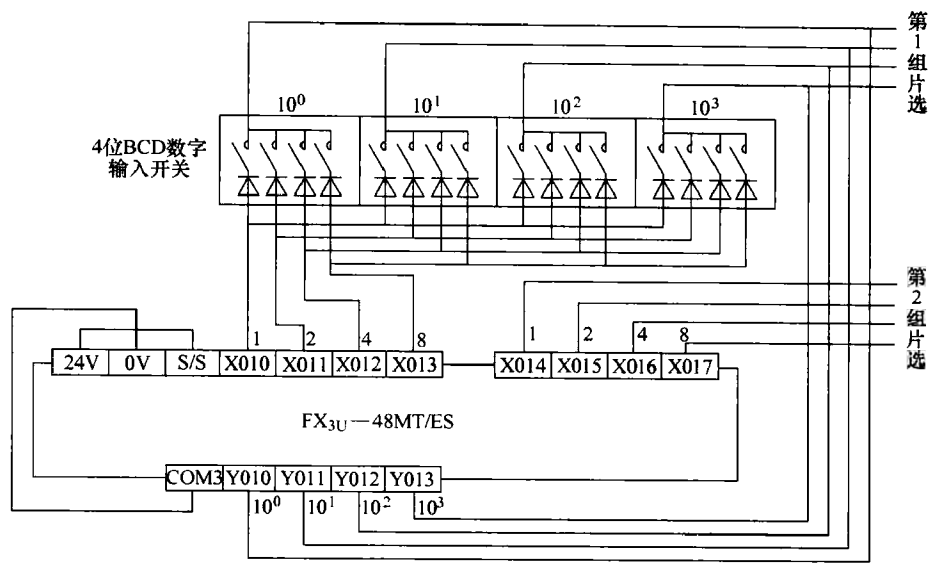 第1组片选
10⁰ 10¹ 10² 10³
4位BCD数字
输入开关
第2组片选
1 2 4 8 1 2 4 8
24V 0V S/S X010 X011 X012 X013 X014 X015 X016 X017
FX₃U—48MT/ES
COM3 Y010 Y011 Y012 Y013
10⁰ 10¹ 10² 10³